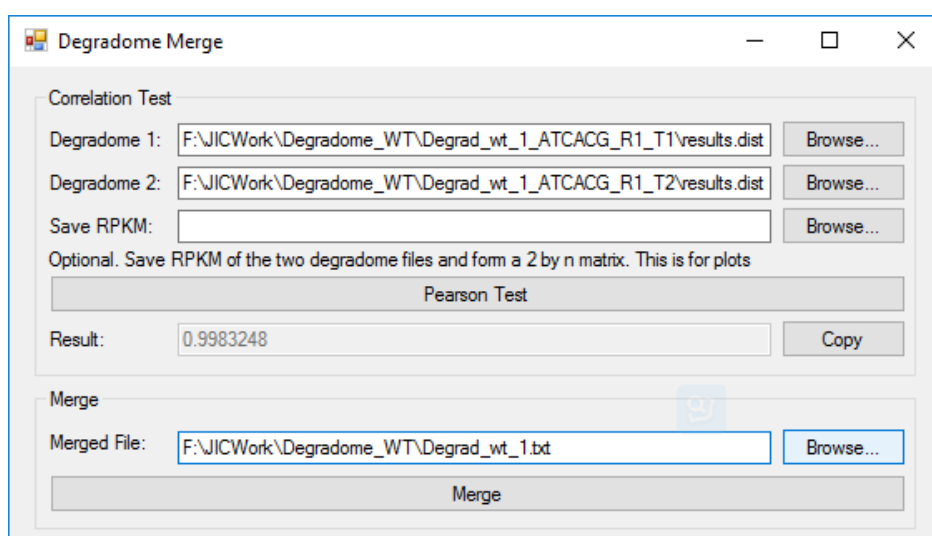 Degradome Merge
Correlation Test
Degradome 1: F:\JICWork\Degradome_WT\Degrad_wt_1_ATCACG_R1_T1\results.dist Browse...
Degradome 2: F:\JICWork\Degradome_WT\Degrad_wt_1_ATCACG_R1_T2\results.dist Browse...
Save RPKM: Browse...
Optional. Save RPKM of the two degradome files and form a 2 by n matrix. This is for plots
Pearson Test
Result: 0.9983248 Copy
Merge
Merged File: F:\JICWork\Degradome_WT\Degrad_wt_1.txt Browse...
Merge